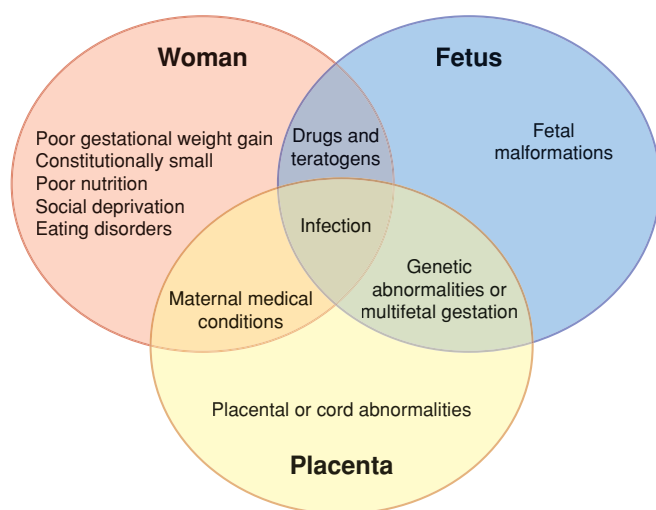 Woman
Fetus
Poor gestational weight gain
Constitutionally small
Poor nutrition
Social deprivation
Eating disorders
Drugs and
teratogens
Fetal
malformations
Infection
Maternal medical
conditions
Genetic
abnormalities or
multifetal gestation
Placental or cord abnormalities
Placenta